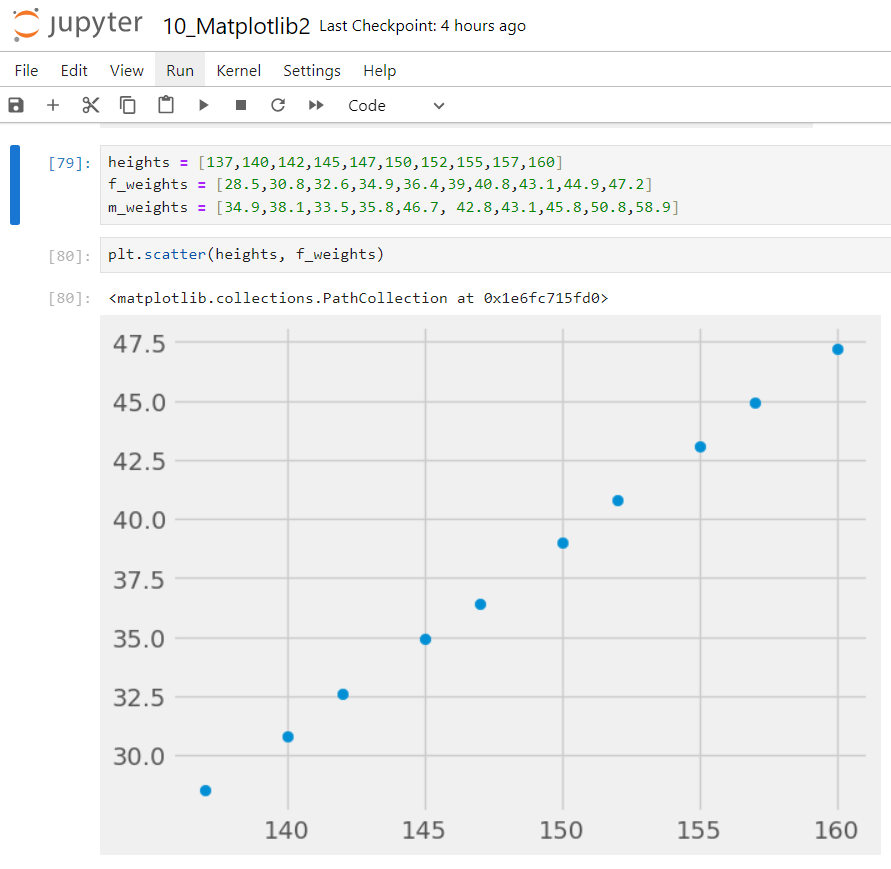 jupyter 10_Matplotlib2 Last Checkpoint: 4 hours ago
File Edit View Run Kernel Settings Help
Code
[79]: heights = [137,140,142,145,147,150,152,155,157,160]
f_weights = [28.5,30.8,32.6,34.9,36.4,39,40.8,43.1,44.9,47.2]
m_weights = [34.9,38.1,33.5,35.8,46.7, 42.8,43.1,45.8,50.8,58.9]
[80]: plt.scatter(heights, f_weights)
[80]: <matplotlib.collections.PathCollection at 0x1e6fc715fd0>
47.5
45.0
42.5
40.0
37.5
35.0
32.5
30.0
140 145 150 155 160